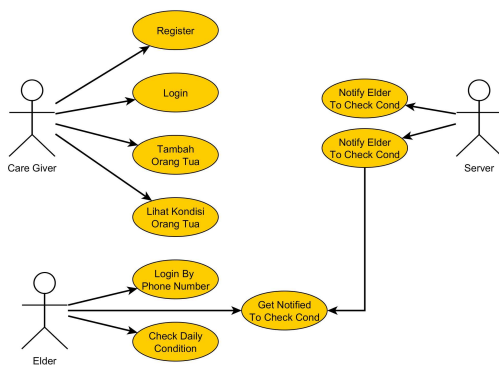 Register
Login
Notify Elder
To Check Cond
Notify Elder
To Check Cond
Tambah
Orang Tua
Care Giver
Server
Lihat Kondisi
Orang Tua
Login By
Phone Number
Get Notified
To Check Cond
Check Daily
Condition
Elder